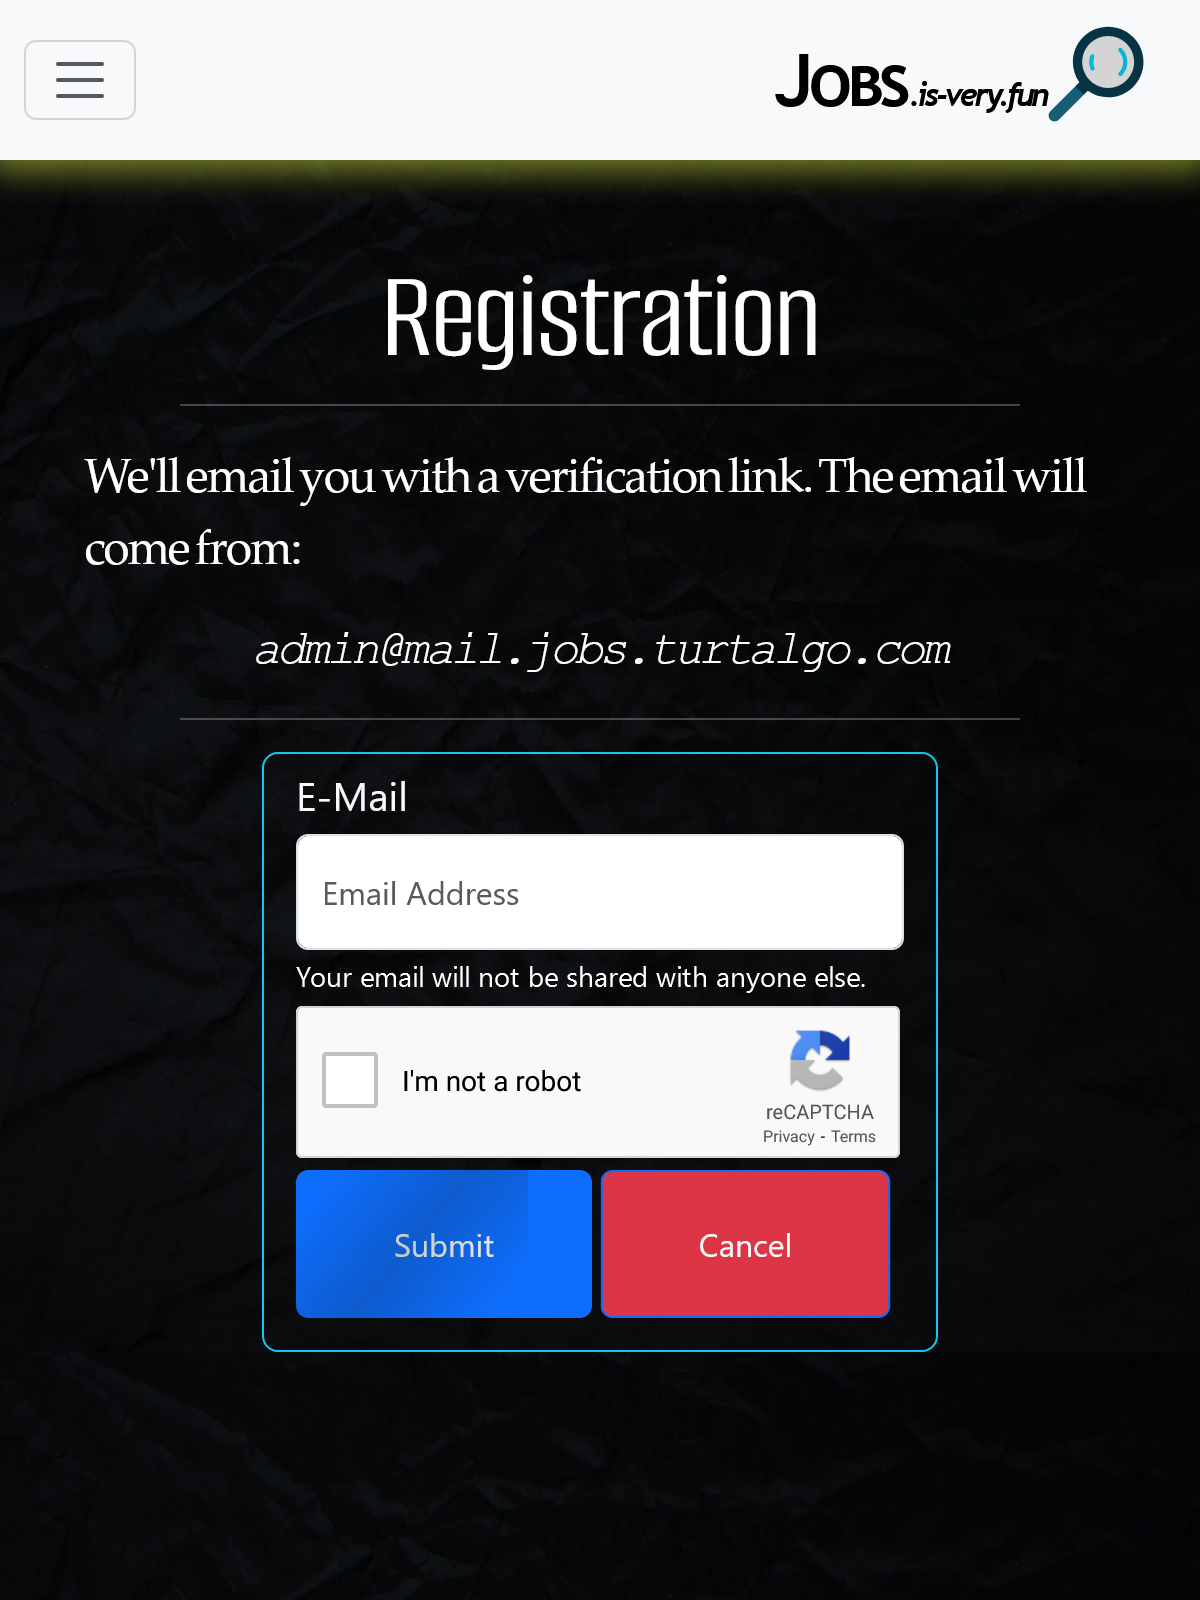 JOBS.is-very.fun
Registration
We'll email you with a verification link. The email will
come from:
admin@mail.jobs.turtalgo.com
E-Mail
Email Address
Your email will not be shared with anyone else.
I'm not a robot
reCAPTCHA
Privacy - Terms
Submit
Cancel